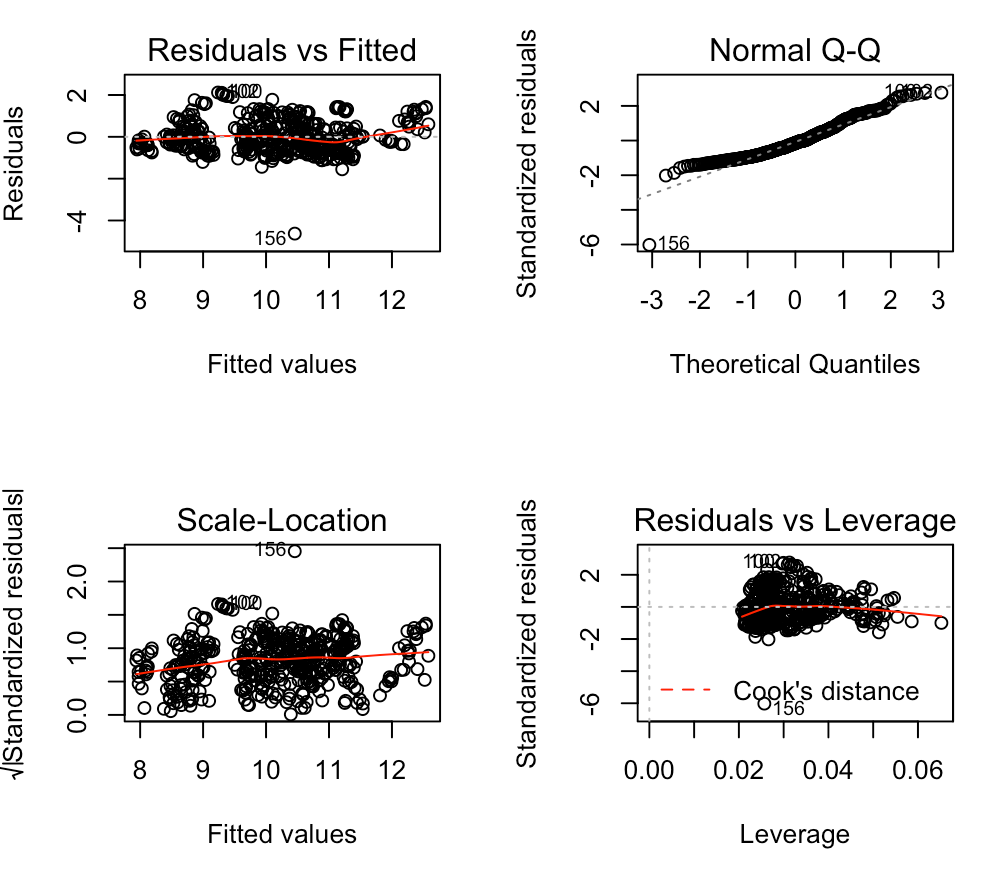 Residuals vs Fitted
Residuals
2
0
-4
156
8 9 10 11 12
Fitted values
Normal Q-Q
Standardized residuals
2
-2
-6
156
-3 -2 -1 0 1 2 3
Theoretical Quantiles
Scale-Location
√|Standardized residuals|
2.0
1.0
0.0
156
8 9 10 11 12
Fitted values
Residuals vs Leverage
Standardized residuals
2
-2
-6
Cook's distance
156
0.00 0.02 0.04 0.06
Leverage